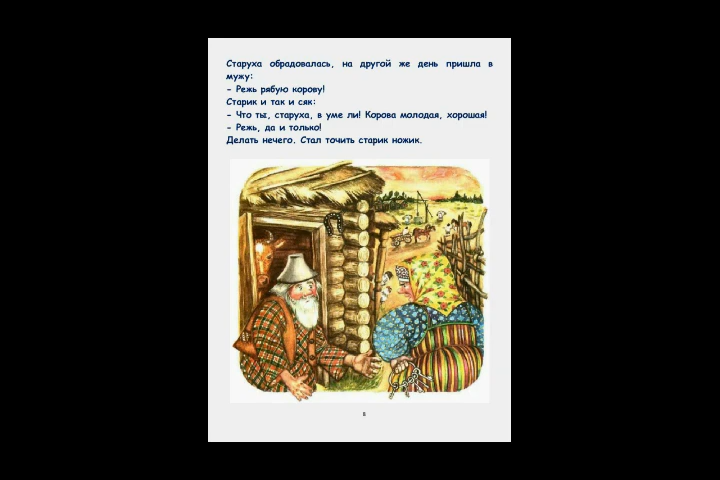 Старуха обрадовалась, на другой же день пришла в
мужу:
- Режь рябую корову!
Старик и так и сяк:
- Что ты, старуха, в уме ли! Корова молодая, хорошая!
- Режь, да и только!
Делать нечего. Стал точить старик ножик.